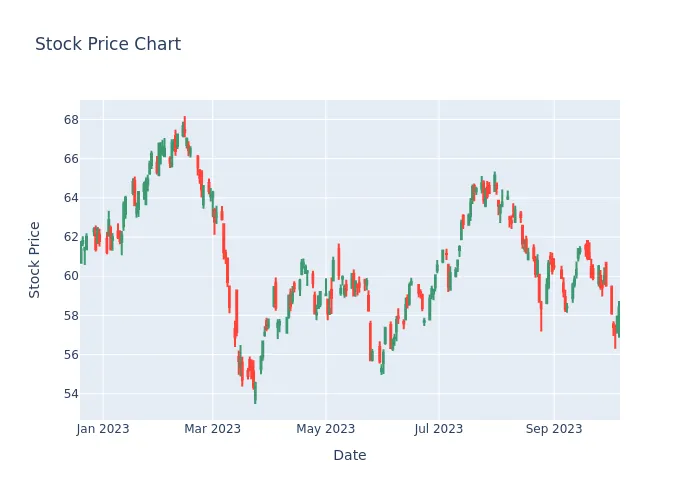 Stock Price Chart
Stock Price
68
66
64
62
60
58
56
54
Jan 2023
Mar 2023
May 2023
Jul 2023
Sep 2023
Date